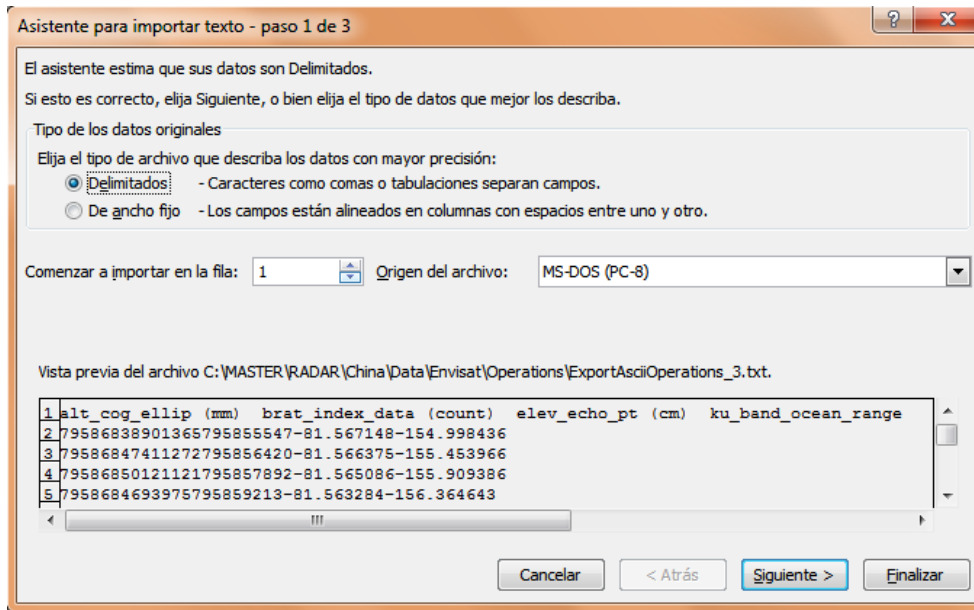 Asistente para importar texto - paso 1 de 3
El asistente estima que sus datos son Delimitados.
Si esto es correcto, elija Siguiente, o bien elija el tipo de datos que mejor los describa.
Tipo de los datos originales
Elija el tipo de archivo que describa los datos con mayor precisión:
Delimitados - Caracteres como comas o tabulaciones separan campos.
De ancho fijo - Los campos están alineados en columnas con espacios entre uno y otro.
Comenzar a importar en la fila: 1 Origen del archivo: MS-DOS (PC-8)
Vista previa del archivo C:\MASTER\RADAR\China\Data\Envisat\Operations\ExportAsciiOperations_3.txt.
1 alt_cog_ellip (mm) brat_index_data (count) elev_echo_pt (cm) ku_band_ocean_range
2 79586838901365795855547-81.567148-154.998436
3 79586847411272795856420-81.566375-155.453966
4 79586850121121795857892-81.565086-155.909386
5 7958684693975795859213-81.563284-156.364643
Cancelar < Atrás Siguiente > Finalizar